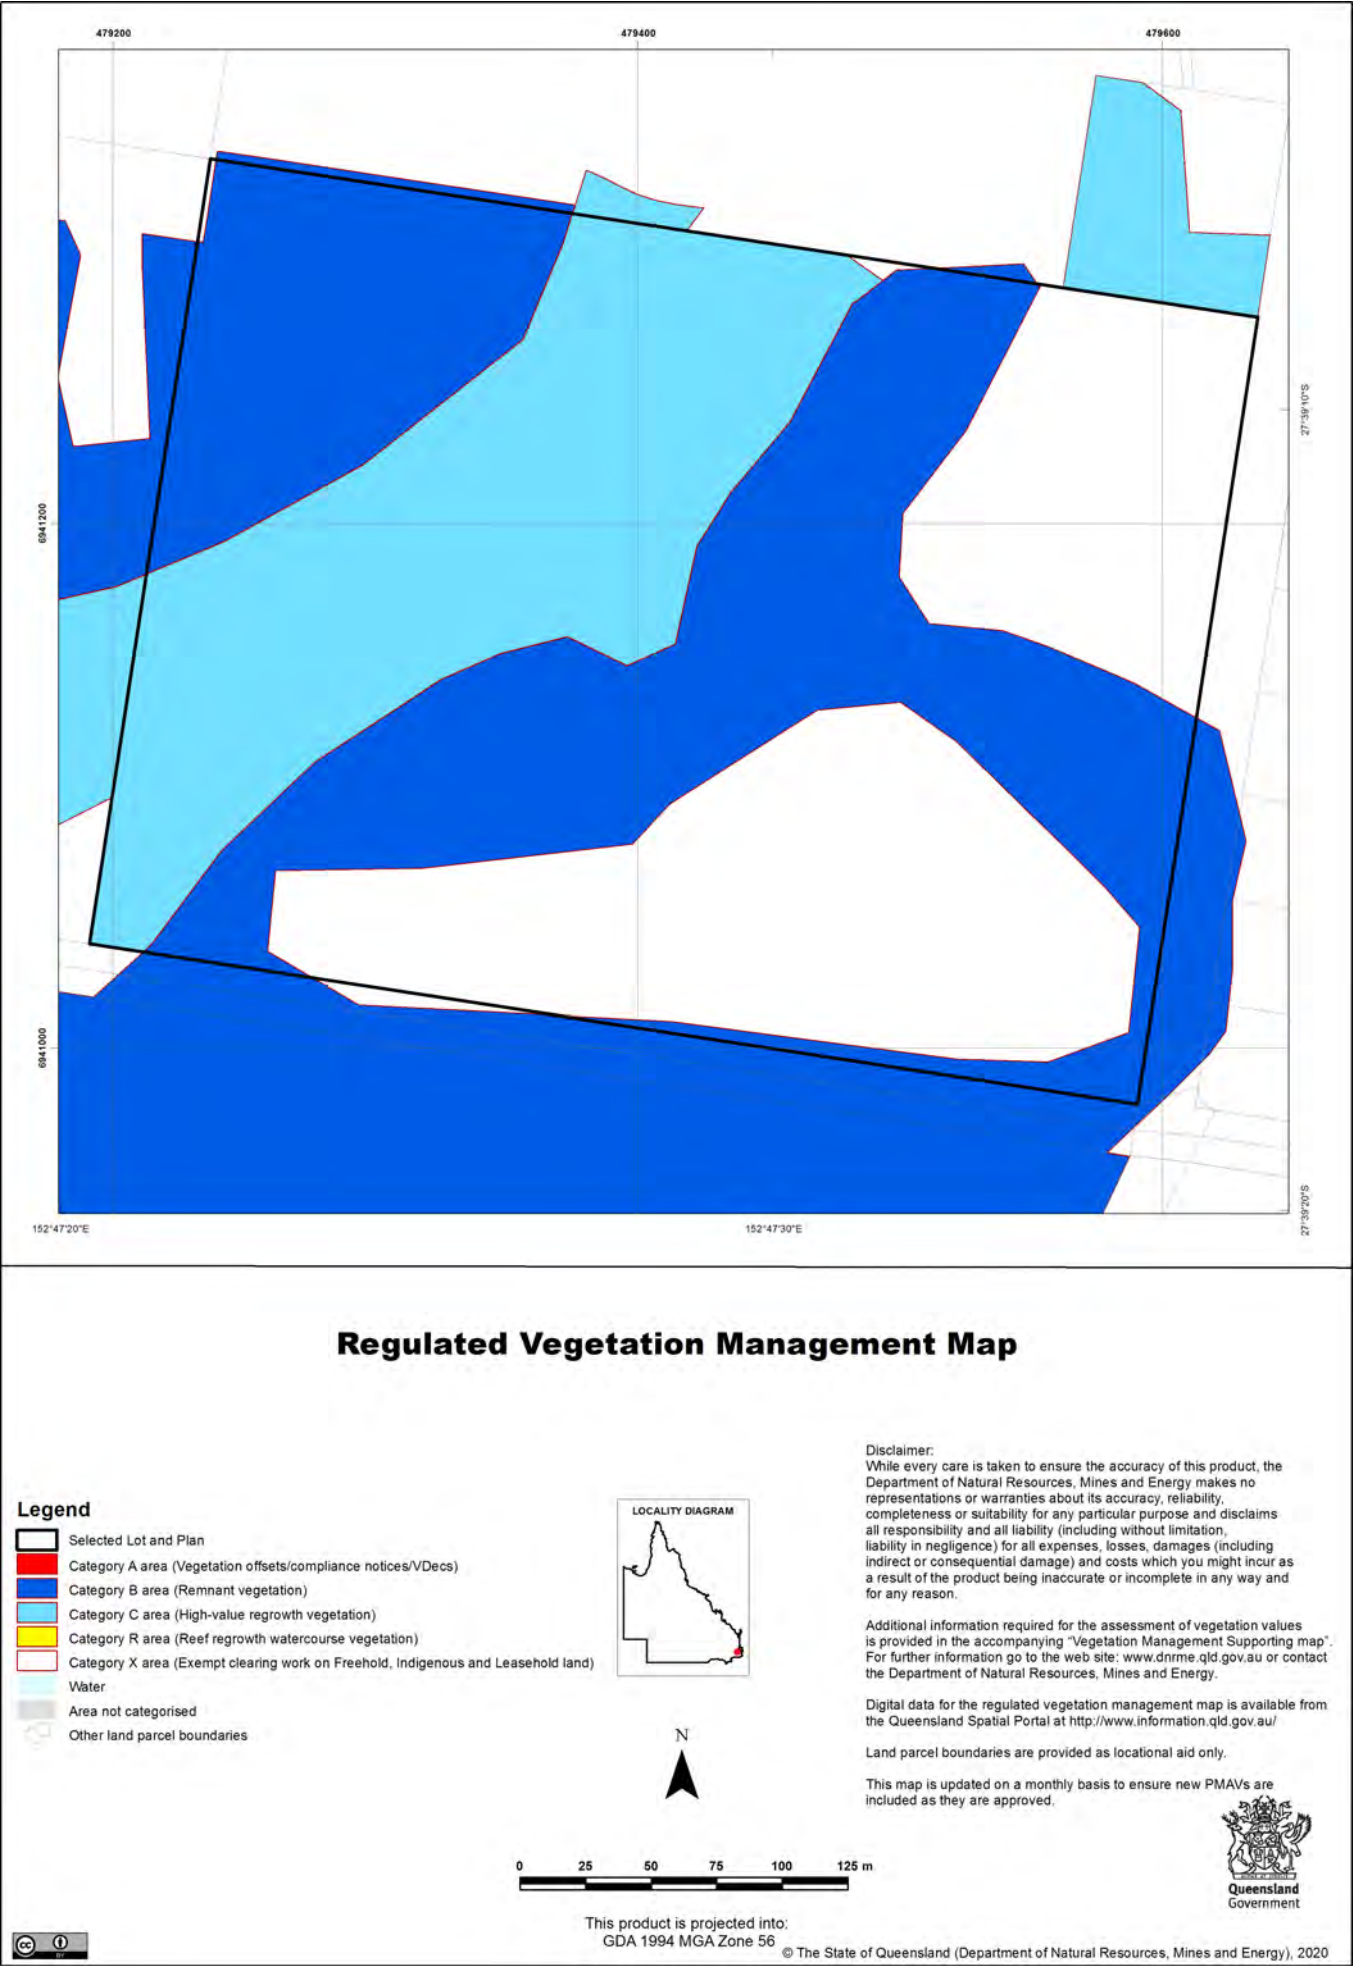 479200
479400
479600
27°39'10"S
6941200
6941000
27°39'20"S
152°47'20"E
152°47'30"E
Regulated Vegetation Management Map
Legend
Selected Lot and Plan
Category A area (Vegetation offsets/compliance notices/VDecs)
Category B area (Remnant vegetation)
Category C area (High-value regrowth vegetation)
Category R area (Reef regrowth watercourse vegetation)
Category X area (Exempt clearing work on Freehold, Indigenous and Leasehold land)
Water
Area not categorised
Other land parcel boundaries
LOCALITY DIAGRAM
N
0 25 50 75 100 125 m
This product is projected into:
GDA 1994 MGA Zone 56
Disclaimer:
While every care is taken to ensure the accuracy of this product, the
Department of Natural Resources, Mines and Energy makes no
representations or warranties about its accuracy, reliability,
completeness or suitability for any particular purpose and disclaims
all responsibility and all liability (including without limitation,
liability in negligence) for all expenses, losses, damages (including
indirect or consequential damage) and costs which you might incur as
a result of the product being inaccurate or incomplete in any way and
for any reason.
Additional information required for the assessment of vegetation values
is provided in the accompanying "Vegetation Management Supporting map".
For further information go to the web site: www.dnrme.qld.gov.au or contact
the Department of Natural Resources, Mines and Energy.
Digital data for the regulated vegetation management map is available from
the Queensland Spatial Portal at http://www.information.qld.gov.au/
Land parcel boundaries are provided as locational aid only.
This map is updated on a monthly basis to ensure new PMAVs are
included as they are approved.
Queensland
Government
cc
BY
© The State of Queensland (Department of Natural Resources, Mines and Energy), 2020